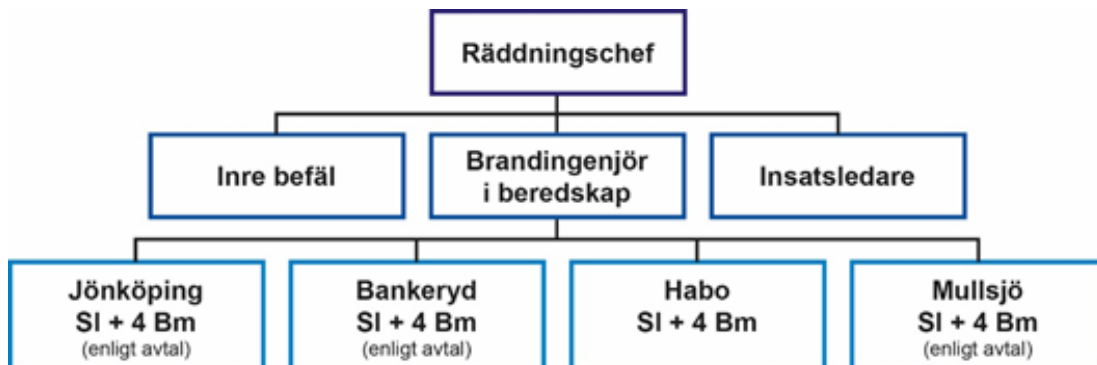 Räddningschef
Inre befäl
Brandingenjör
i beredskap
Insatsledare
Jönköping
SI + 4 Bm
(enligt avtal)
Bankeryd
SI + 4 Bm
(enligt avtal)
Habo
SI + 4 Bm
Mullsjö
SI + 4 Bm
(enligt avtal)